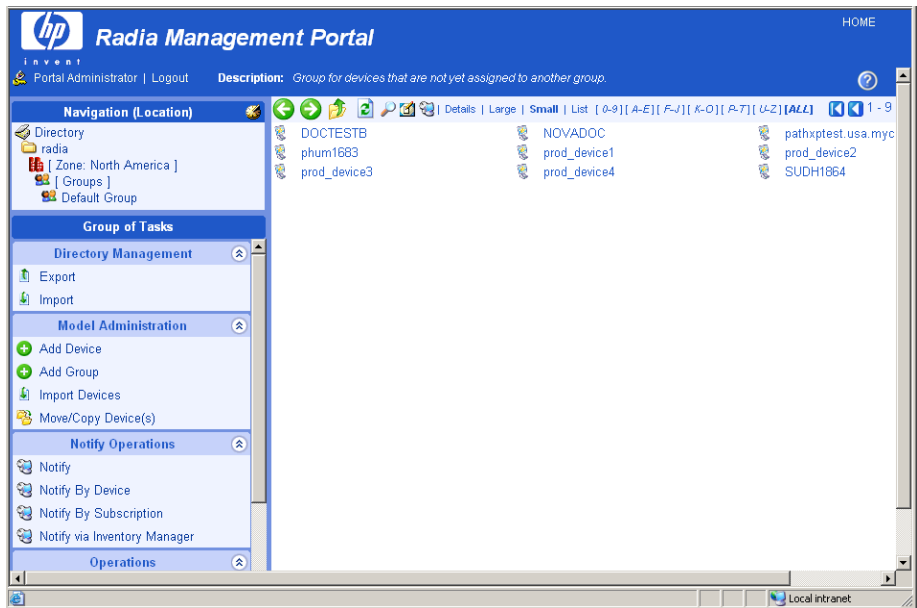 hp
invent
Radia Management Portal
HOME
Portal Administrator | Logout
Description: Group for devices that are not yet assigned to another group.
Navigation (Location)
Directory
radia
[ Zone: North America ]
[ Groups ]
Default Group
| Details | Large | Small | List [ 0-9 ] [ A-E ] [ F-J ] [ K-O ] [ P-T ] [ U-Z ] [ALL] 1 - 9
DOCTESTB NOVADOC pathxptest.usa.myc
phum1683 prod_device1 prod_device2
prod_device3 prod_device4 SUDH1864
Group of Tasks
Directory Management
Export
Import
Model Administration
Add Device
Add Group
Import Devices
Move/Copy Device(s)
Notify Operations
Notify
Notify By Device
Notify By Subscription
Notify via Inventory Manager
Operations
Local intranet